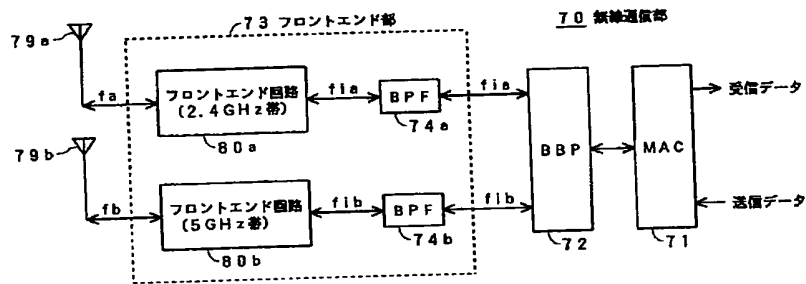 73 フロントエンド部
70 無線通信部
79a
fa
フロントエンド回路
(2.4GHz帯)
80a
fia
BPF
74a
fia
79b
fb
フロントエンド回路
(5GHz帯)
80b
fib
BPF
74b
fib
BBP
72
MAC
71
受信データ
送信データ